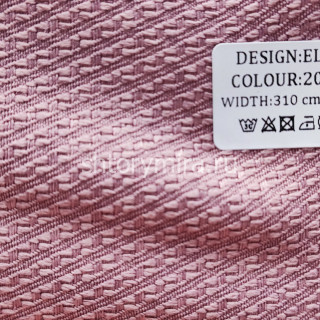 DESIGN:EL
COLOUR:20
WIDTH:310 cm
shtorymira.ru